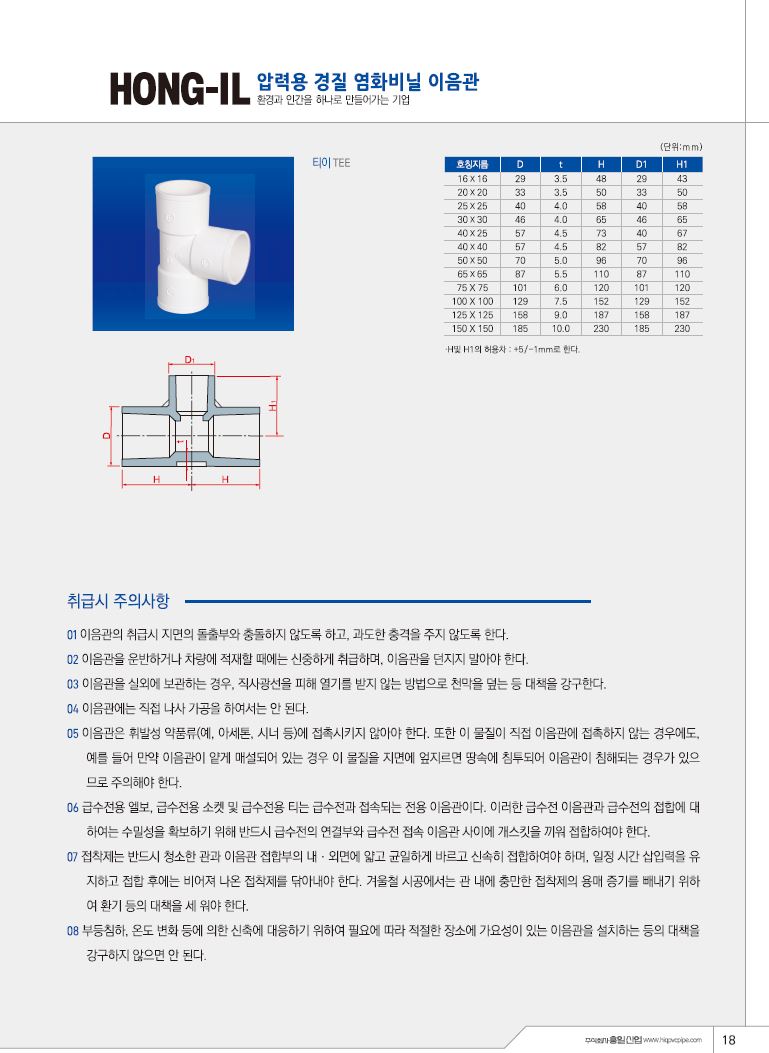 HONG-IL 압력용 경질 염화비닐 이음관
환경과 인간을 하나로 만들어가는 기업
(단위:mm)
티이 TEE
호칭지름 D t H D1 H1
16 X 16 29 3.5 48 29 43
20 X 20 33 3.5 50 33 50
25 X 25 40 4.0 58 40 58
30 X 30 46 4.0 65 46 65
40 X 25 57 4.5 73 40 67
40 X 40 57 4.5 82 57 82
50 X 50 70 5.0 96 70 96
65 X 65 87 5.5 110 87 110
75 X 75 101 6.0 120 101 120
100 X 100 129 7.5 152 129 152
125 X 125 158 9.0 187 158 187
150 X 150 185 10.0 230 185 230
·H및 H1의 허용차 : +5/-1mm로 한다.
D1
H1
D
t
H H
취급시 주의사항
01 이음관의 취급시 지면의 돌출부와 충돌하지 않도록 하고, 과도한 충격을 주지 않도록 한다.
02 이음관을 운반하거나 차량에 적재할 때에는 신중하게 취급하며, 이음관을 던지지 말아야 한다.
03 이음관을 실외에 보관하는 경우, 직사광선을 피해 열기를 받지 않는 방법으로 천막을 덮는 등 대책을 강구한다.
04 이음관에는 직접 나사 가공을 하여서는 안 된다.
05 이음관은 휘발성 약품류(예, 아세톤, 시너 등)에 접촉시키지 않아야 한다. 또한 이 물질이 직접 이음관에 접촉하지 않는 경우에도,
예를 들어 만약 이음관이 얕게 매설되어 있는 경우 이 물질을 지면에 엎지르면 땅속에 침투되어 이음관이 침해되는 경우가 있으
므로 주의해야 한다.
06 급수전용 엘보, 급수전용 소켓 및 급수전용 티는 급수전과 접속되는 전용 이음관이다. 이러한 급수전 이음관과 급수전의 접합에 대
하여는 수밀성을 확보하기 위해 반드시 급수전의 연결부와 급수전 접속 이음관 사이에 개스킷을 끼워 접합하여야 한다.
07 접착제는 반드시 청소한 관과 이음관 접합부의 내 · 외면에 얇고 균일하게 바르고 신속히 접합하여야 하며, 일정 시간 삽입력을 유
지하고 접합 후에는 비어져 나온 접착제를 닦아내야 한다. 겨울철 시공에서는 관 내에 충만한 접착제의 용매 증기를 빼내기 위하
여 환기 등의 대책을 세 워야 한다.
08 부등침하, 온도 변화 등에 의한 신축에 대응하기 위하여 필요에 따라 적절한 장소에 가요성이 있는 이음관을 설치하는 등의 대책을
강구하지 않으면 안 된다.
주식회사 홍일산업 www.hiqpvcpipe.com 18